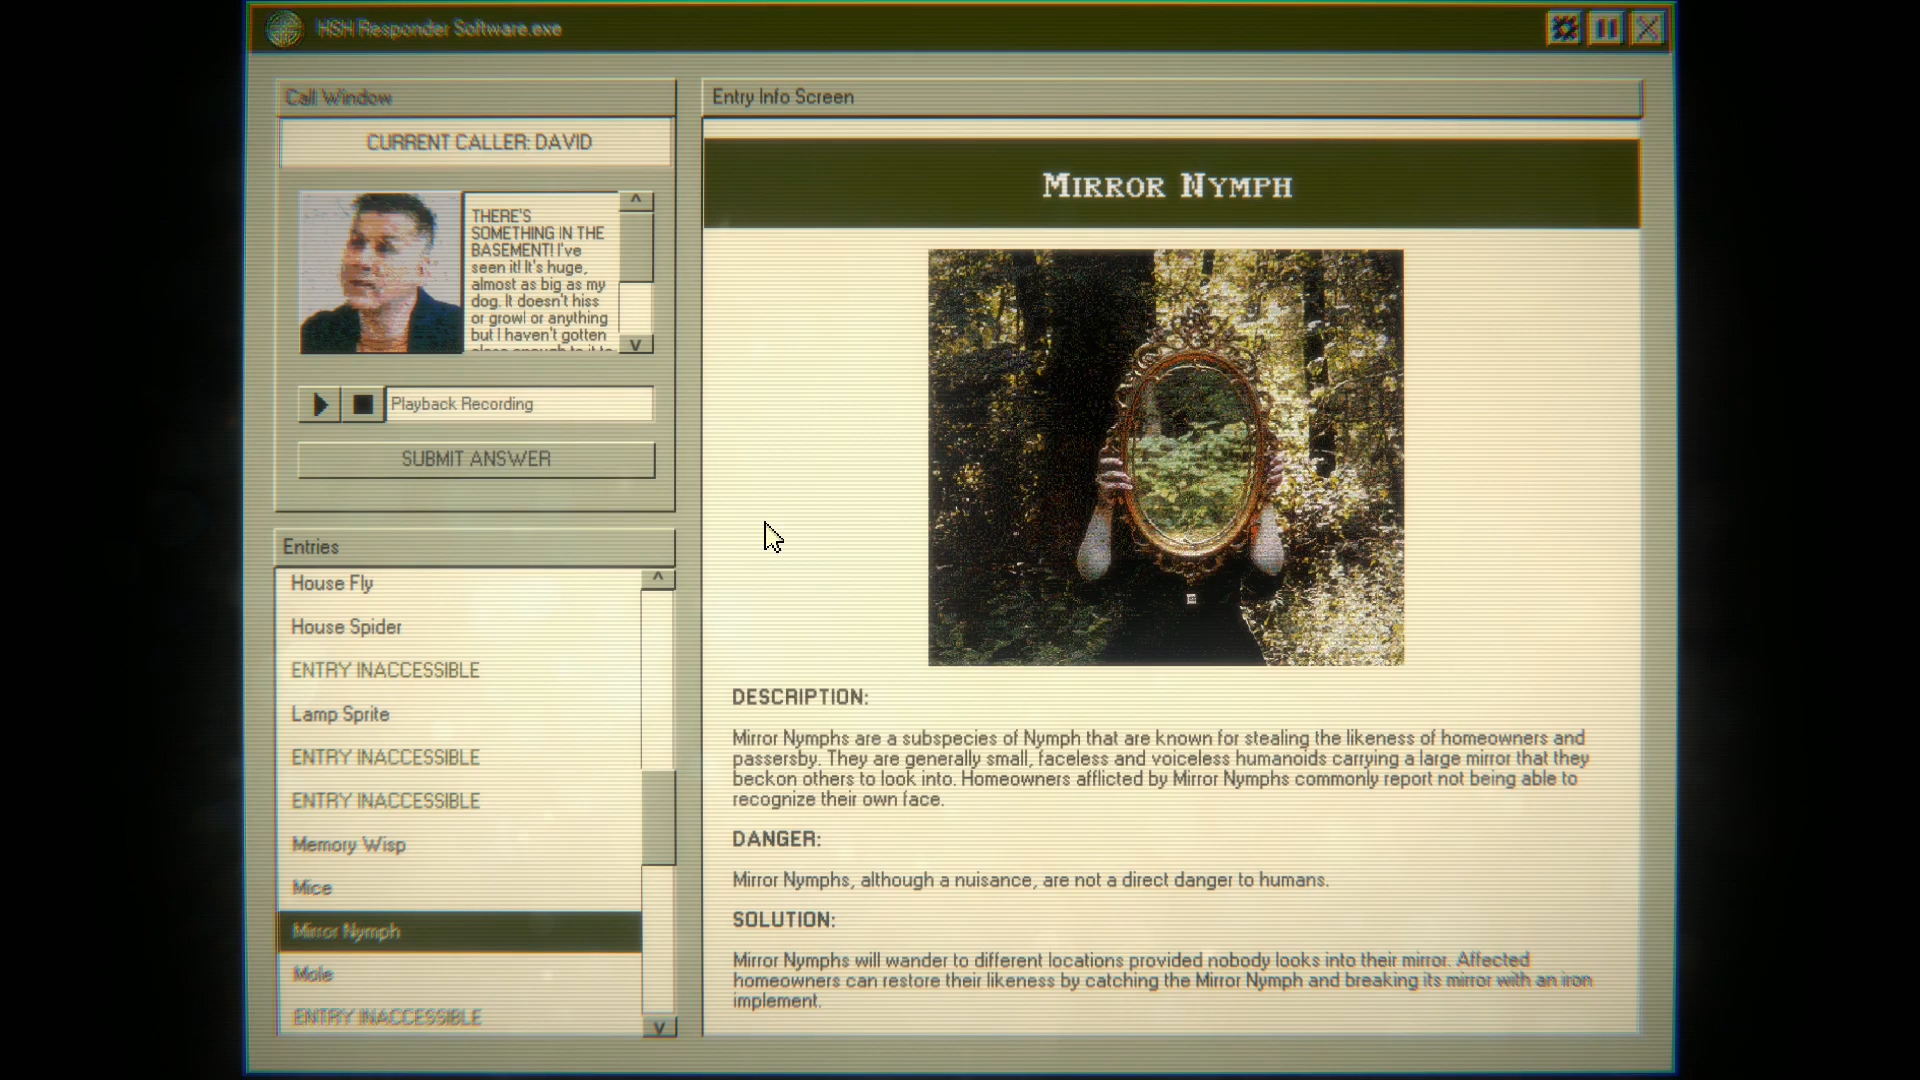 HSH Responder Software.exe
Call Window
CURRENT CALLER: DAVID
THERE'S
SOMETHING IN THE
BASEMENT! I've
seen it! It's huge,
almost as big as my
dog. It doesn't hiss
or growl or anything
but I haven't gotten
close enough to it to
Playback Recording
SUBMIT ANSWER
Entries
House Fly
House Spider
ENTRY INACCESSIBLE
Lamp Sprite
ENTRY INACCESSIBLE
ENTRY INACCESSIBLE
Memory Wisp
Mice
Mirror Nymph
Mole
ENTRY INACCESSIBLE
Entry Info Screen
MIRROR NYMPH
DESCRIPTION:
Mirror Nymphs are a subspecies of Nymph that are known for stealing the likeness of homeowners and
passersby. They are generally small, faceless and voiceless humanoids carrying a large mirror that they
beckon others to look into. Homeowners afflicted by Mirror Nymphs commonly report not being able to
recognize their own face.
DANGER:
Mirror Nymphs, although a nuisance, are not a direct danger to humans.
SOLUTION:
Mirror Nymphs will wander to different locations provided nobody looks into their mirror. Affected
homeowners can restore their likeness by catching the Mirror Nymph and breaking its mirror with an iron
implement.